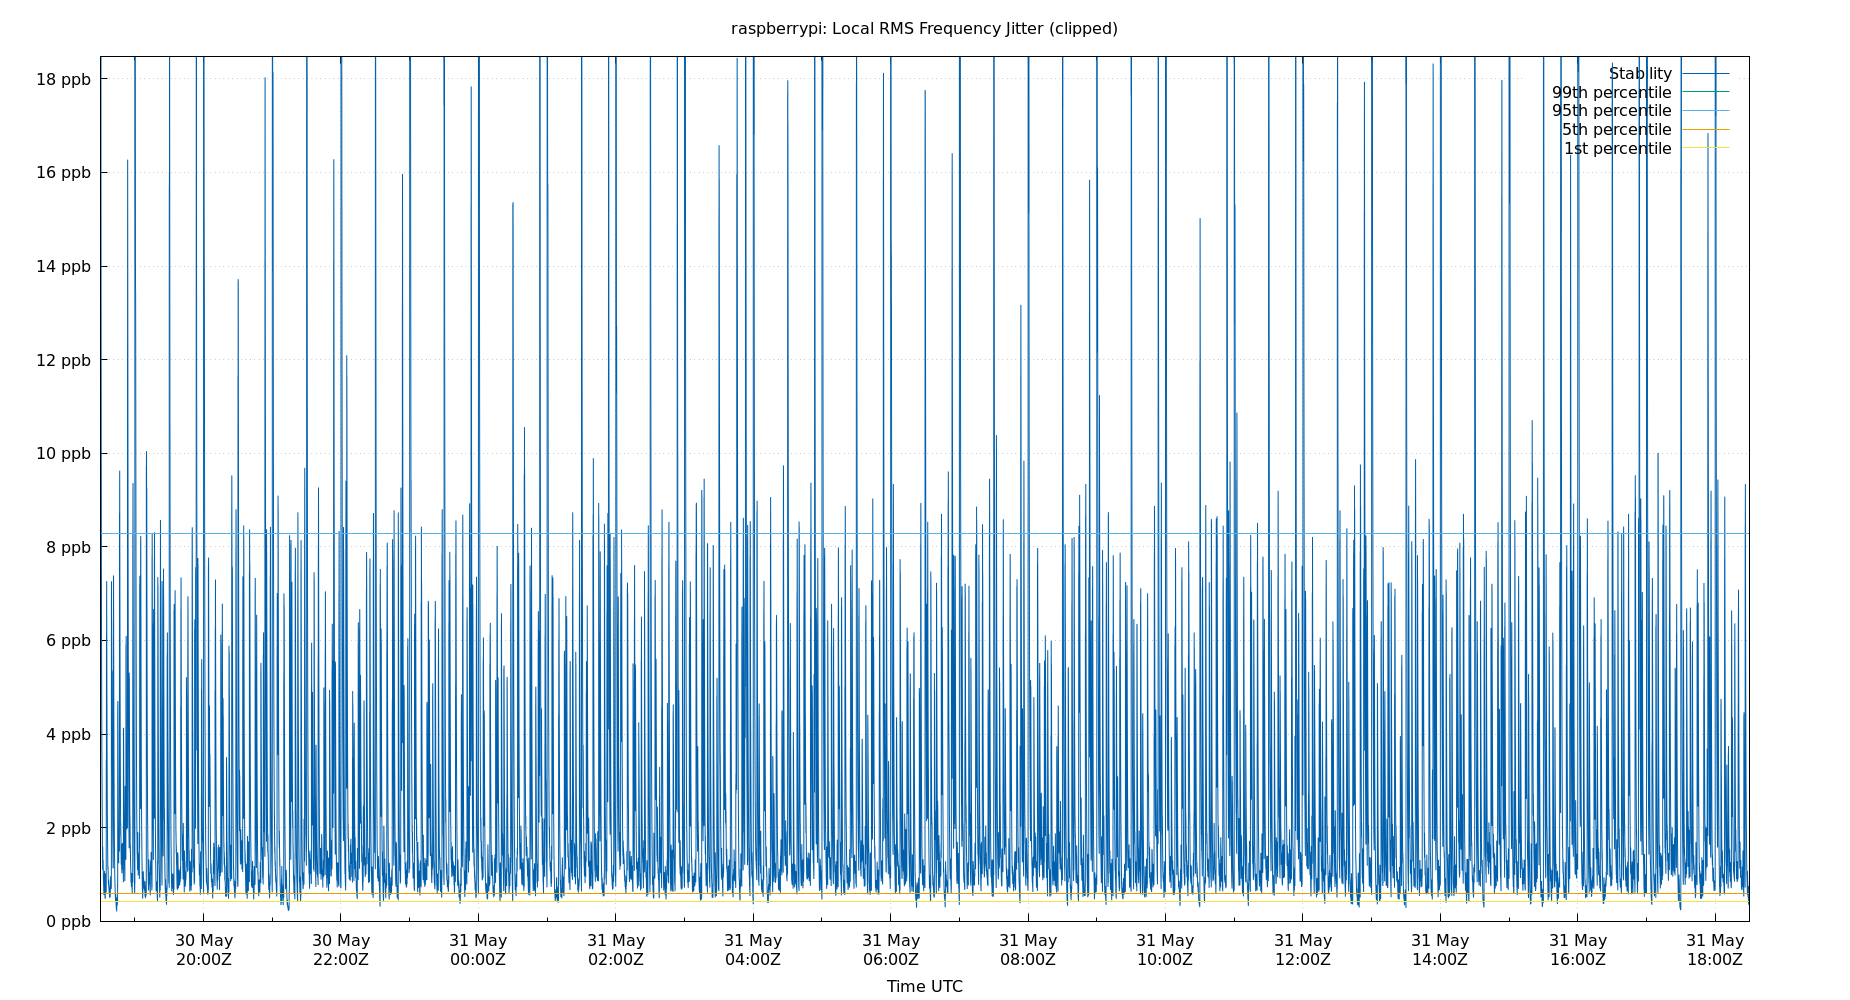 raspberrypi: Local RMS Frequency Jitter (clipped)
18 ppb
16 ppb
14 ppb
12 ppb
10 ppb
8 ppb
6 ppb
4 ppb
2 ppb
0 ppb
Stability
99th percentile
95th percentile
5th percentile
1st percentile
30 May 20:00Z
30 May 22:00Z
31 May 00:00Z
31 May 02:00Z
31 May 04:00Z
31 May 06:00Z
31 May 08:00Z
31 May 10:00Z
31 May 12:00Z
31 May 14:00Z
31 May 16:00Z
31 May 18:00Z
Time UTC